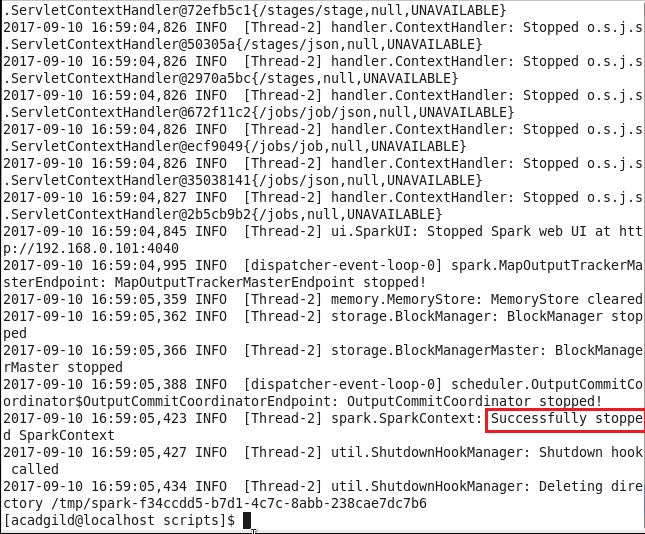 .ServletContextHandler@72efb5c1{/stages/stage,null,UNAVAILABLE}
2017-09-10 16:59:04,826 INFO  [Thread-2] handler.ContextHandler: Stopped o.s.j.s
.ServletContextHandler@50305a{/stages/json,null,UNAVAILABLE}
2017-09-10 16:59:04,826 INFO  [Thread-2] handler.ContextHandler: Stopped o.s.j.s
.ServletContextHandler@2970a5bc{/stages,null,UNAVAILABLE}
2017-09-10 16:59:04,826 INFO  [Thread-2] handler.ContextHandler: Stopped o.s.j.s
.ServletContextHandler@672f11c2{/jobs/job/json,null,UNAVAILABLE}
2017-09-10 16:59:04,826 INFO  [Thread-2] handler.ContextHandler: Stopped o.s.j.s
.ServletContextHandler@ecf9049{/jobs/job,null,UNAVAILABLE}
2017-09-10 16:59:04,826 INFO  [Thread-2] handler.ContextHandler: Stopped o.s.j.s
.ServletContextHandler@35038141{/jobs/json,null,UNAVAILABLE}
2017-09-10 16:59:04,827 INFO  [Thread-2] handler.ContextHandler: Stopped o.s.j.s
.ServletContextHandler@2b5cb9b2{/jobs,null,UNAVAILABLE}
2017-09-10 16:59:04,845 INFO  [Thread-2] ui.SparkUI: Stopped Spark web UI at htt
p://192.168.0.101:4040
2017-09-10 16:59:04,995 INFO  [dispatcher-event-loop-0] spark.MapOutputTrackerMa
sterEndpoint: MapOutputTrackerMasterEndpoint stopped!
2017-09-10 16:59:05,359 INFO  [Thread-2] memory.MemoryStore: MemoryStore cleared
2017-09-10 16:59:05,362 INFO  [Thread-2] storage.BlockManager: BlockManager stop
ped
2017-09-10 16:59:05,366 INFO  [Thread-2] storage.BlockManagerMaster: BlockManage
rMaster stopped
2017-09-10 16:59:05,388 INFO  [dispatcher-event-loop-0] scheduler.OutputCommitCo
ordinator$OutputCommitCoordinatorEndpoint: OutputCommitCoordinator stopped!
2017-09-10 16:59:05,423 INFO  [Thread-2] spark.SparkContext: Successfully stoppe
d SparkContext
2017-09-10 16:59:05,427 INFO  [Thread-2] util.ShutdownHookManager: Shutdown hook
 called
2017-09-10 16:59:05,434 INFO  [Thread-2] util.ShutdownHookManager: Deleting dire
ctory /tmp/spark-f34ccdd5-b7d1-4c7c-8abb-238cae7dc7b6
[acadgild@localhost scripts]$